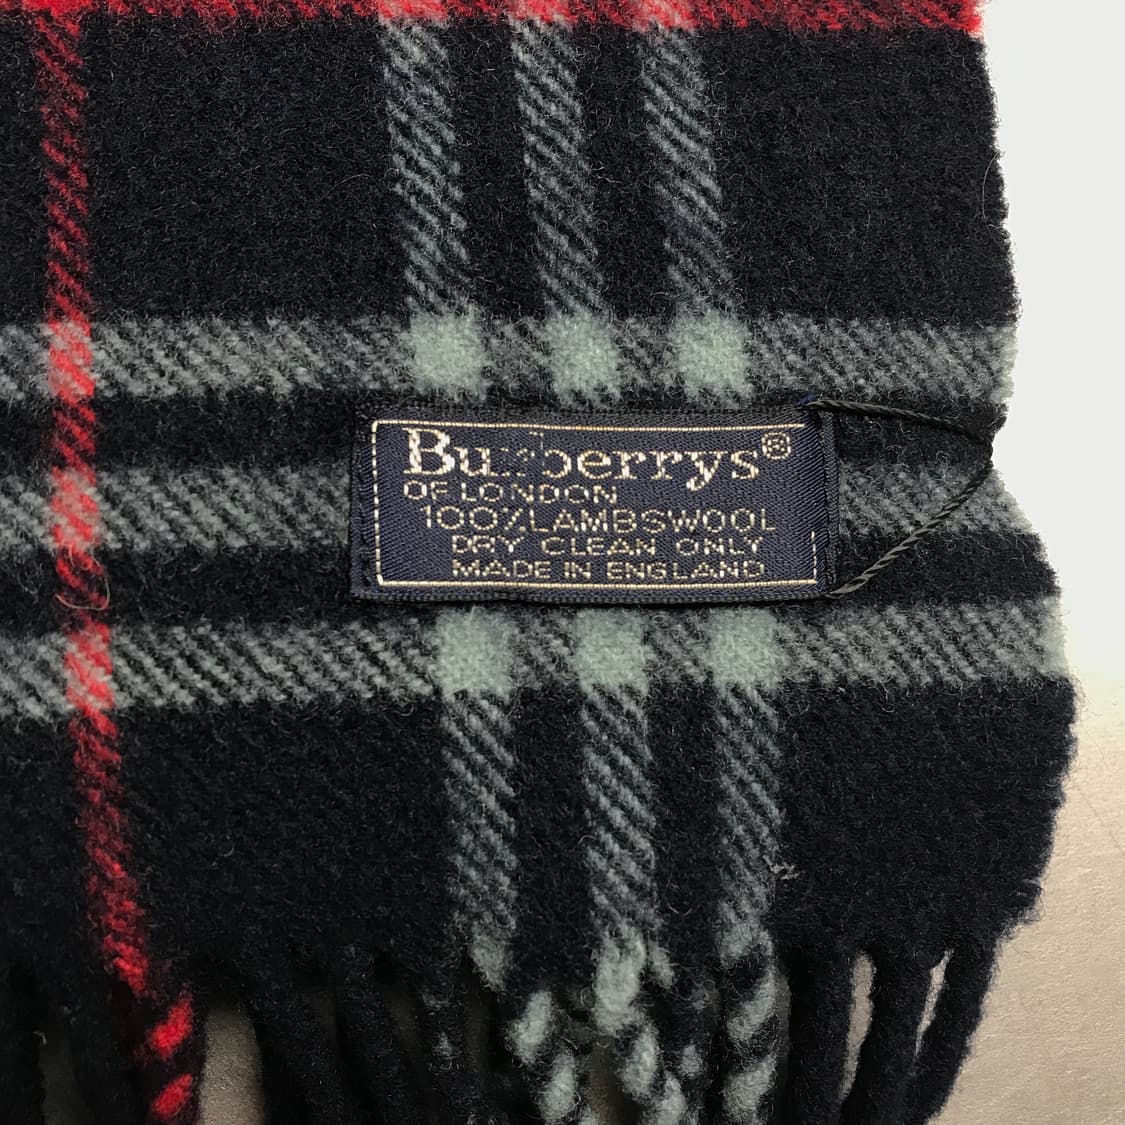 Burberrys®
OF LONDON
100% LAMBSWOOL
DRY CLEAN ONLY
MADE IN ENGLAND